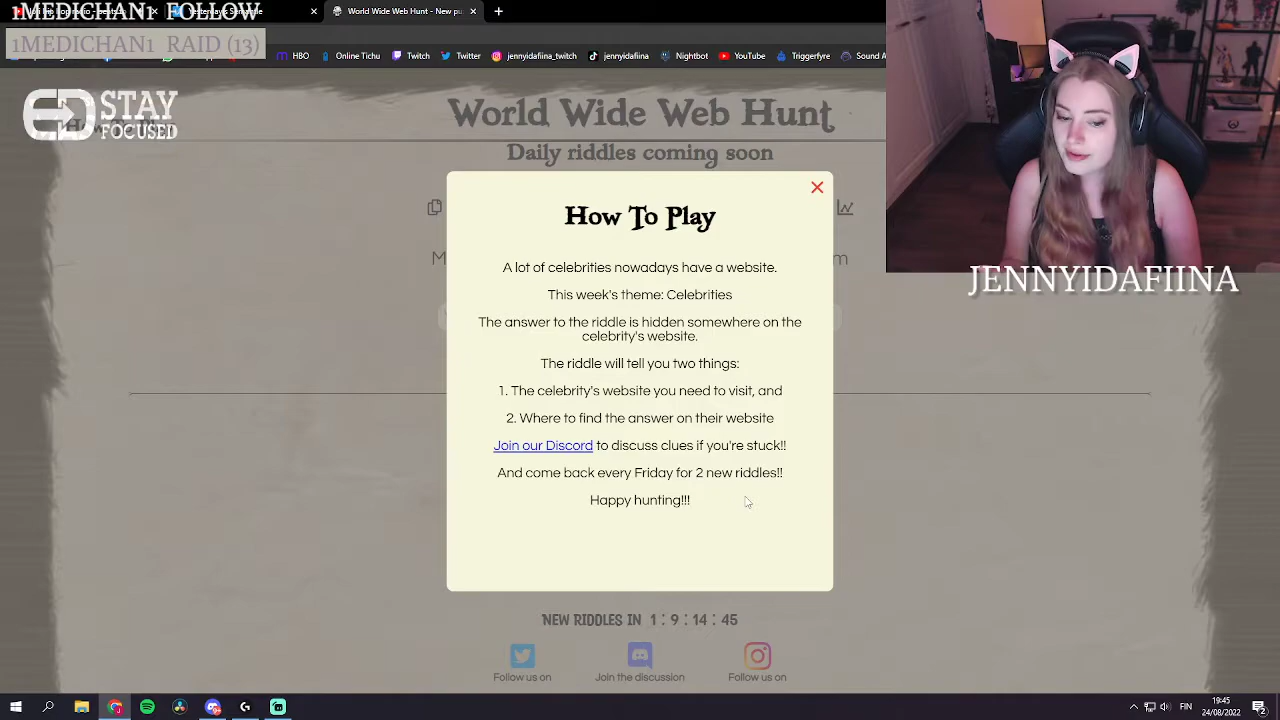 1MEDICHAN1 FOLLOW
World Wide Web Hunt - New pu
1MEDICHAN1 RAID (13)
HBO
Online Tichu
Twitch
Twitter
jennyidafiina_twitch
jennyidafiina
Nightbot
YouTube
Triggerfyre
Sound A
STAY
FOCUSED
World Wide Web Hunt
Daily riddles coming soon
How To Play
A lot of celebrities nowadays have a website.
This week's theme: Celebrities
The answer to the riddle is hidden somewhere on the
celebrity's website.
The riddle will tell you two things:
1. The celebrity's website you need to visit, and
2. Where to find the answer on their website
Join our Discord to discuss clues if you're stuck!!
And come back every Friday for 2 new riddles!!
Happy hunting!!!
JENNYIDAFIINA
NEW RIDDLES IN 1 : 9 : 14 : 45
Follow us on
Join the discussion
Follow us on
19:45
24/08/2022
2